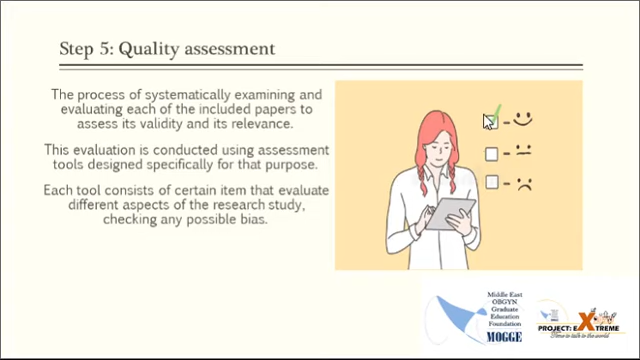 Step 5: Quality assessment
The process of systematically examining and
evaluating each of the included papers to
assess its validity and its relevance.
This evaluation is conducted using assessment
tools designed specifically for that purpose.
Each tool consists of certain item that evaluate
different aspects of the research study,
checking any possible bias.
Middle East
OBGYN
Graduate
Education
Foundation
MOGGE
PROJECT: EXTREME